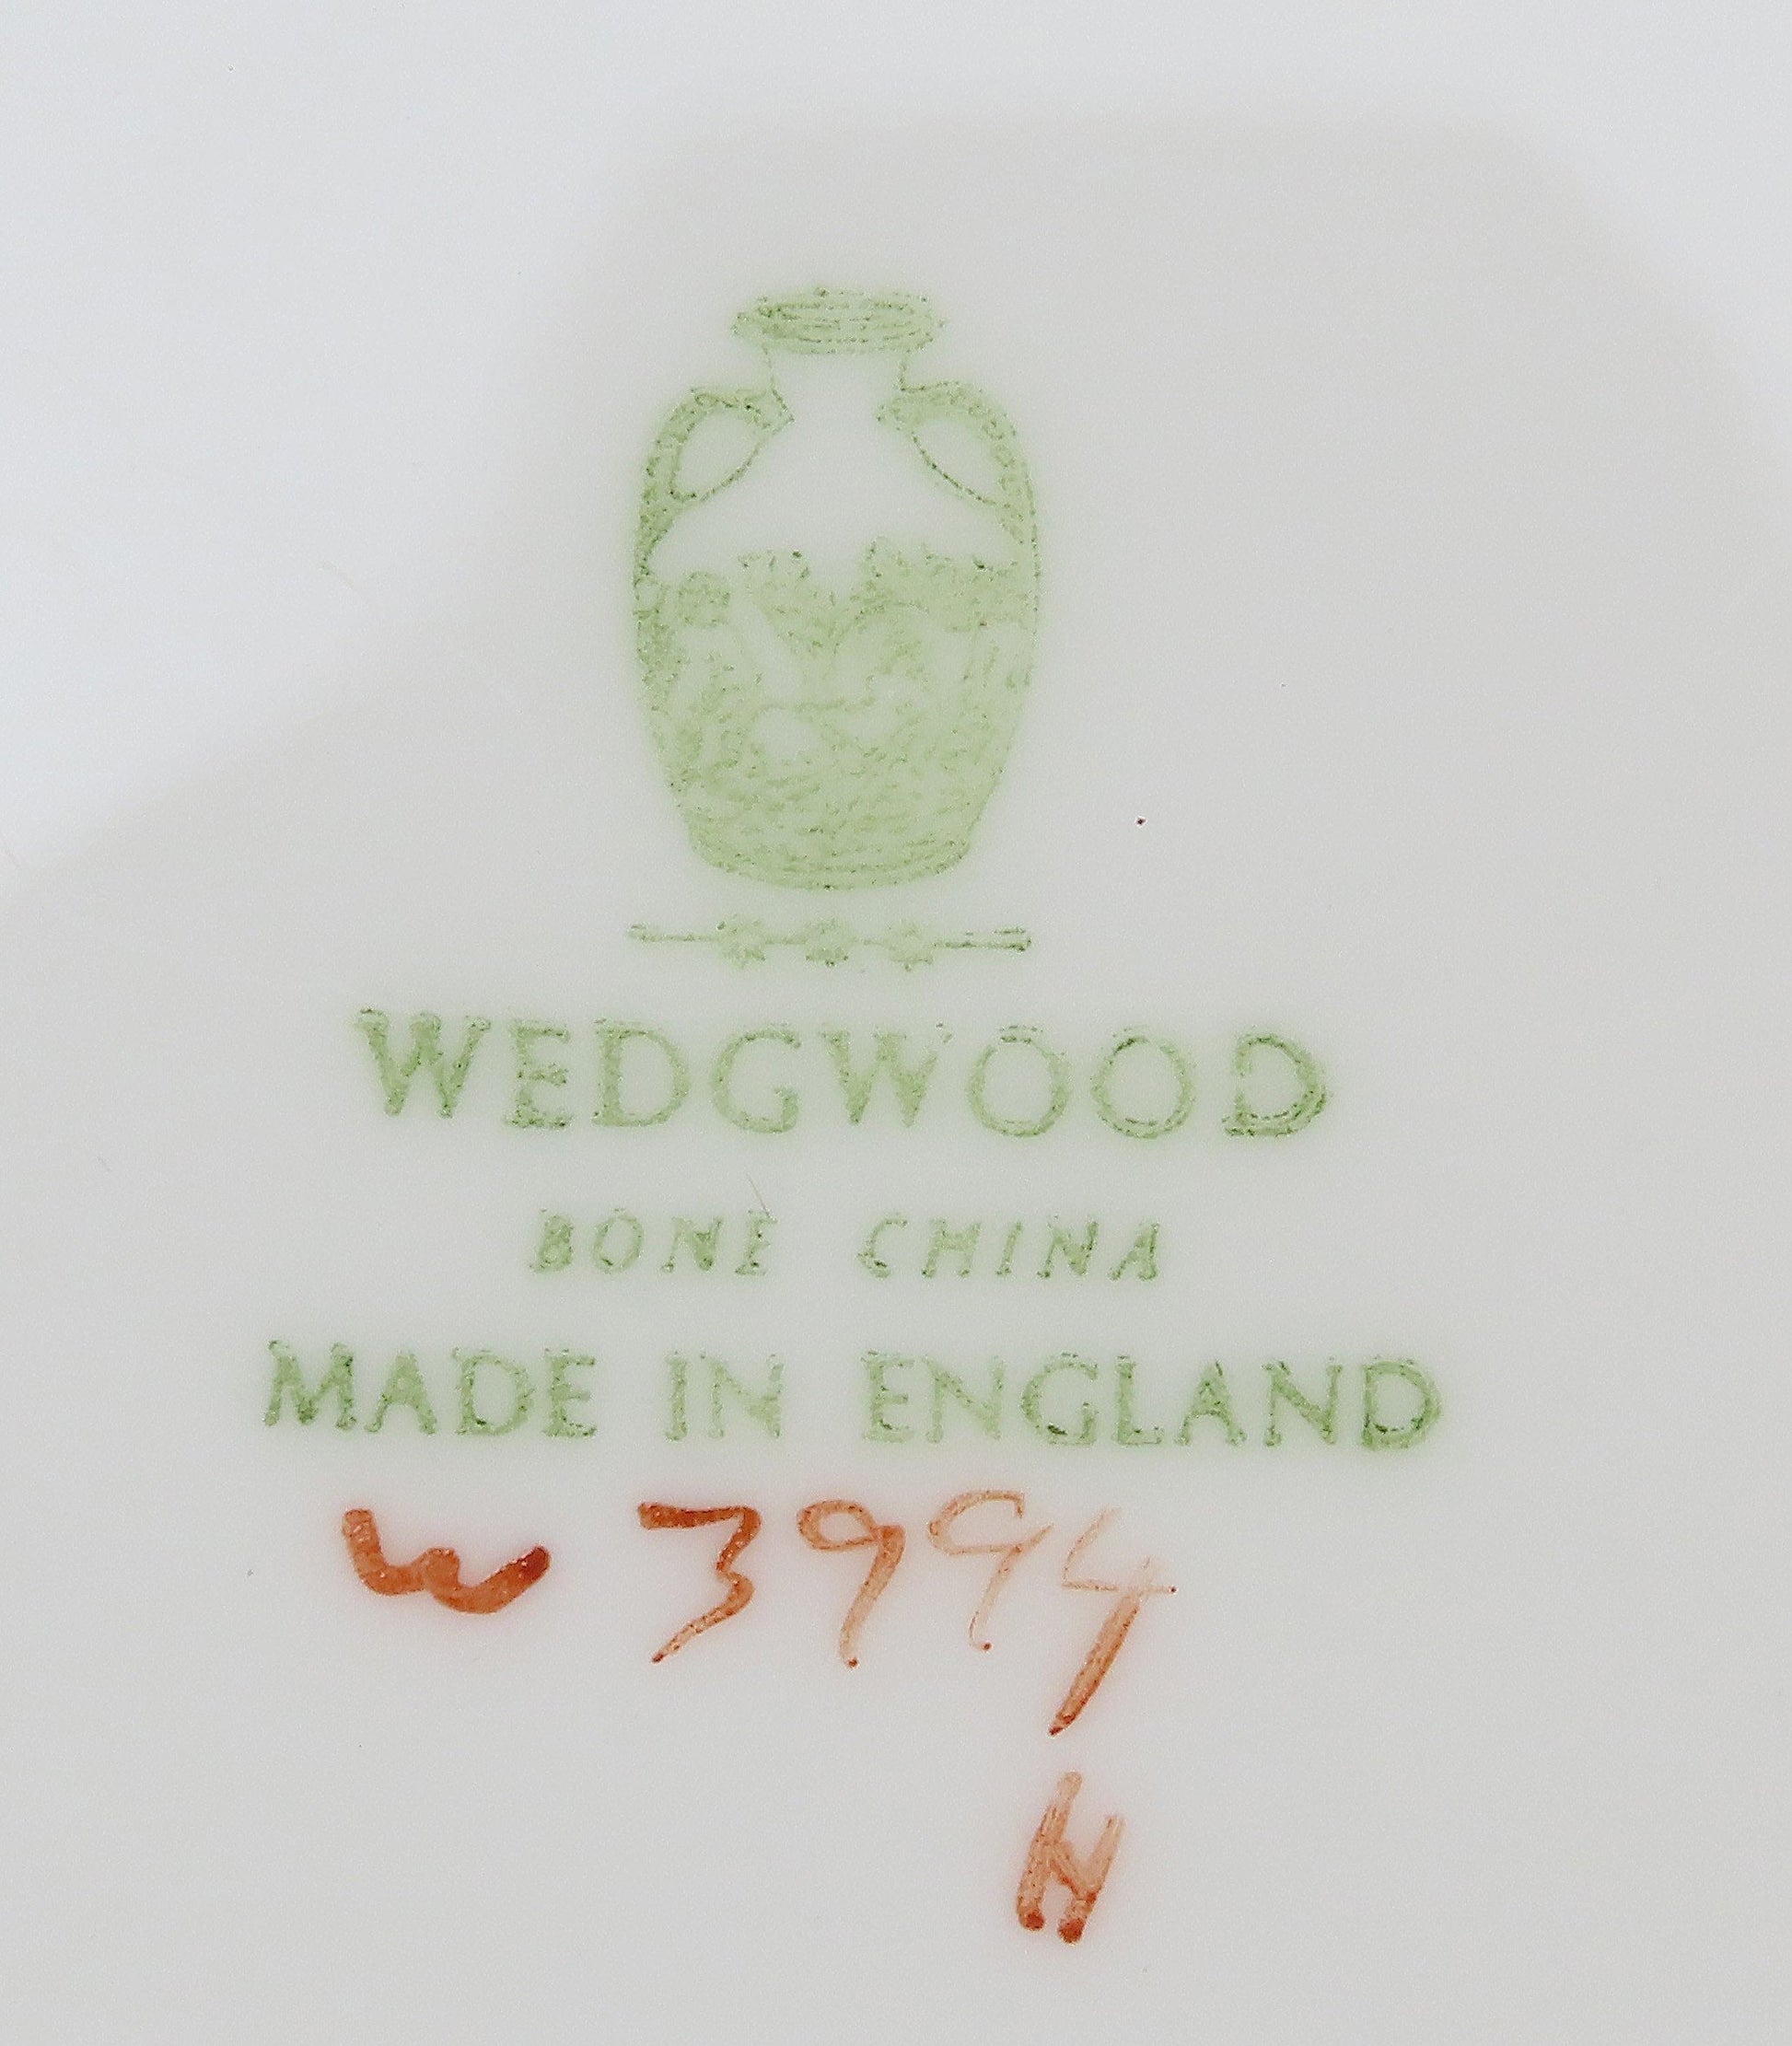 WEDGWOOD
BONE CHINA
MADE IN ENGLAND
W 3994
N